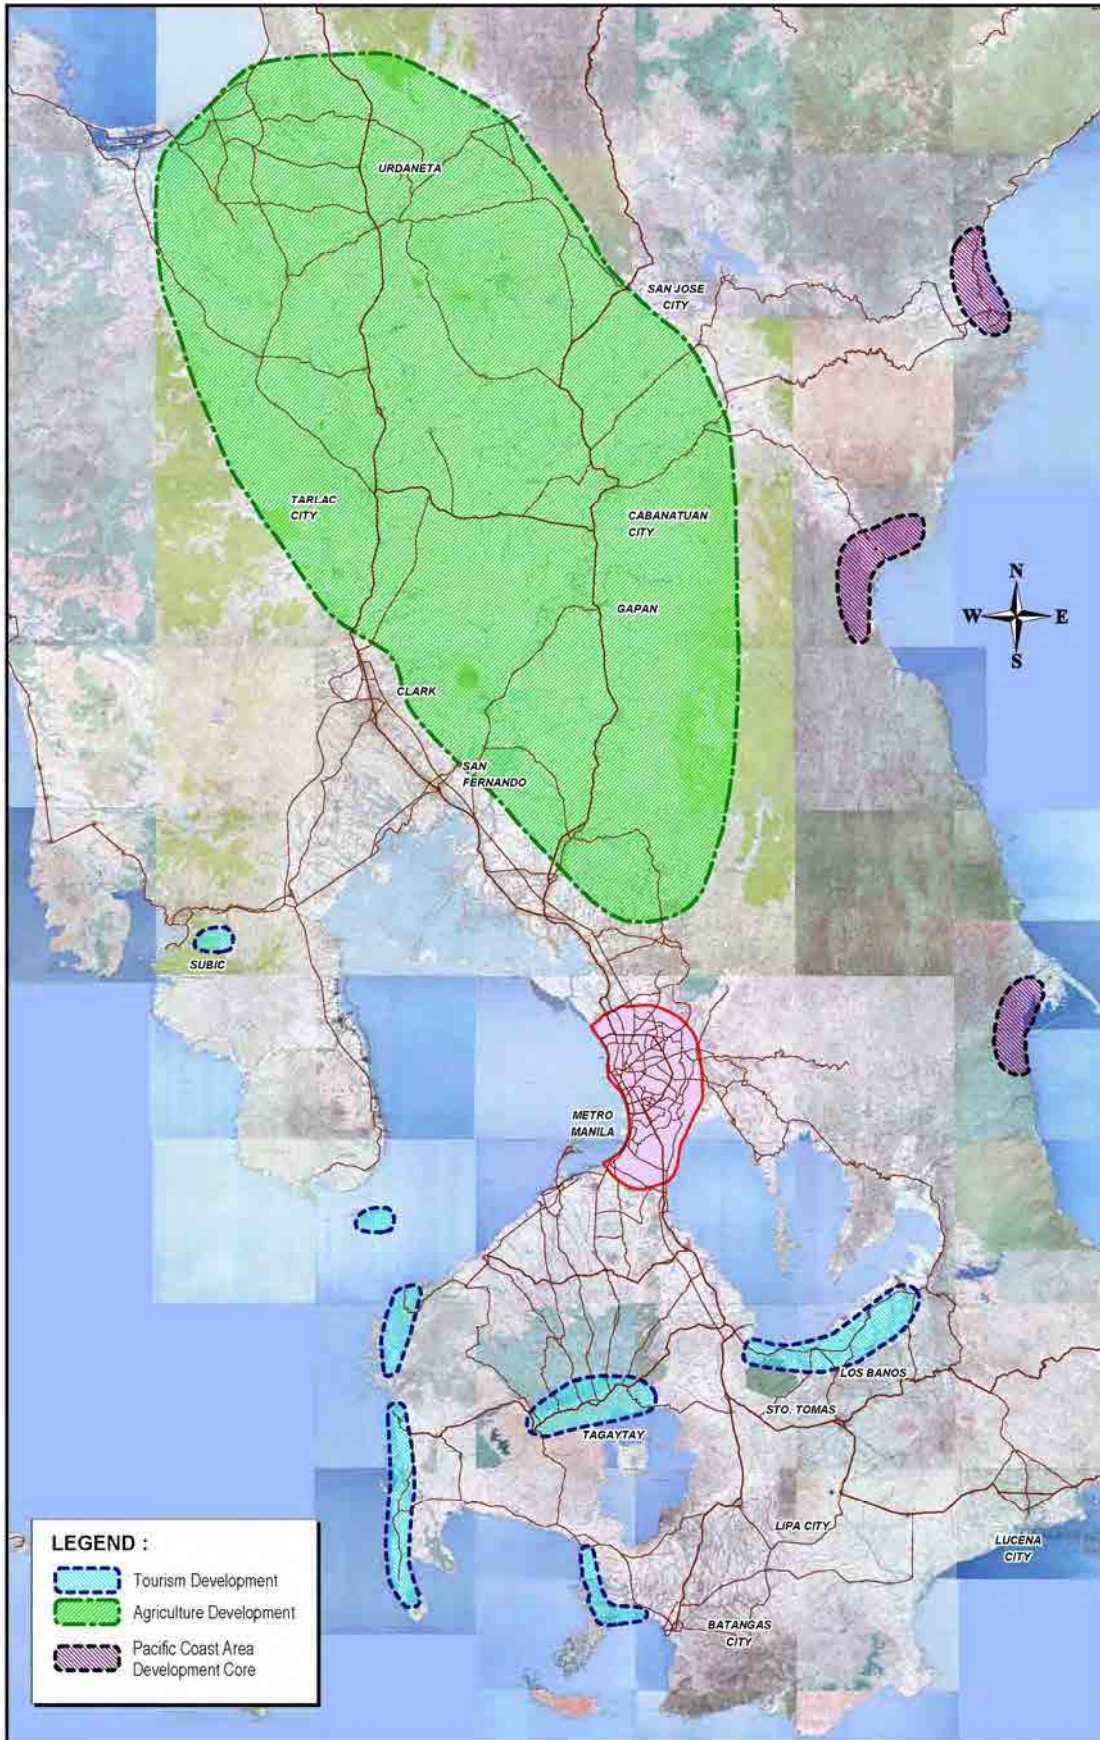 URDANETA
SAN JOSE
CITY
TARLAC
CITY
CABANATUAN
CITY
N
W
E
S
GAPAN
CLARK
SAN
FERNANDO
SUBIC
METRO
MANILA
LOS BANOS
STO. TOMAS
TAGAYTAY
LIPA CITY
LUCENA
CITY
BATANGAS
CITY
LEGEND :
Tourism Development
Agriculture Development
Pacific Coast Area
Development Core